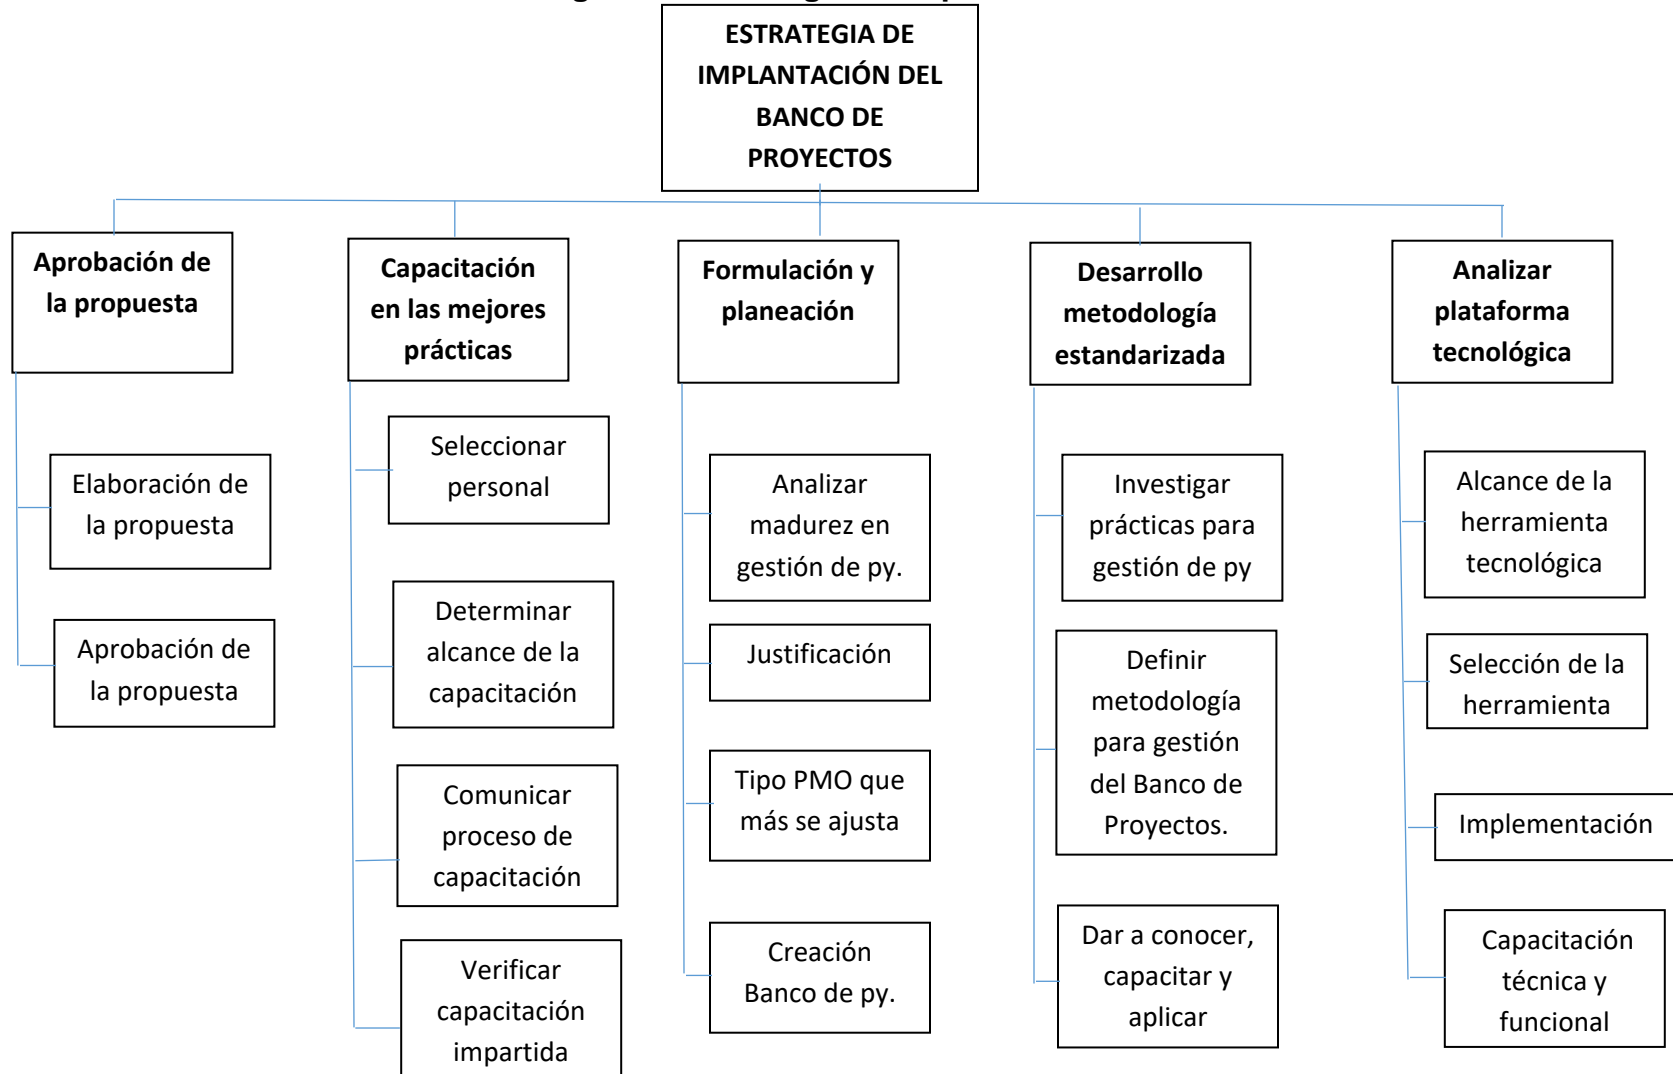 ESTRATEGIA DE
IMPLANTACIÓN DEL
BANCO DE
PROYECTOS
Aprobación de
la propuesta
Elaboración de
la propuesta
Aprobación de
la propuesta
Capacitación
en las mejores
prácticas
Seleccionar
personal
Determinar
alcance de la
capacitación
Comunicar
proceso de
capacitación
Verificar
capacitación
impartida
Formulación y
planeación
Analizar
madurez en
gestión de py.
Justificación
Tipo PMO que
más se ajusta
Creación
Banco de py.
Desarrollo
metodología
estandarizada
Investigar
prácticas para
gestión de py
Definir
metodología
para gestión
del Banco de
Proyectos.
Dar a conocer,
capacitar y
aplicar
Analizar
plataforma
tecnológica
Alcance de la
herramienta
tecnológica
Selección de la
herramienta
Implementación
Capacitación
técnica y
funcional